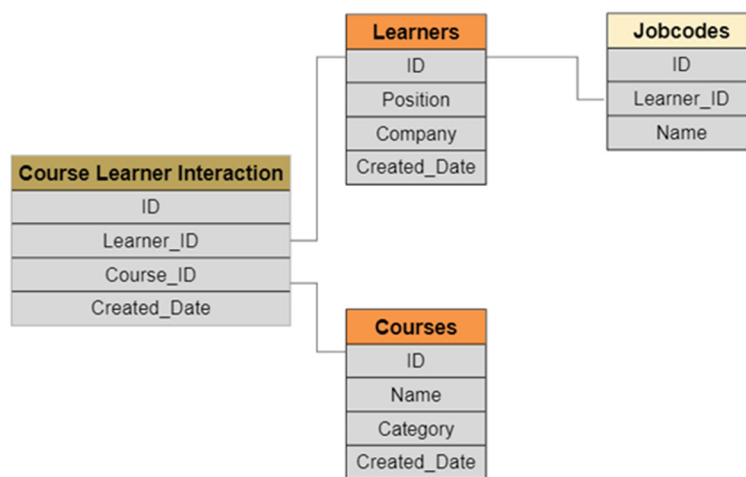 Learners
ID
Position
Company
Created_Date
Jobcodes
ID
Learner_ID
Name
Course Learner Interaction
ID
Learner_ID
Course_ID
Created_Date
Courses
ID
Name
Category
Created_Date